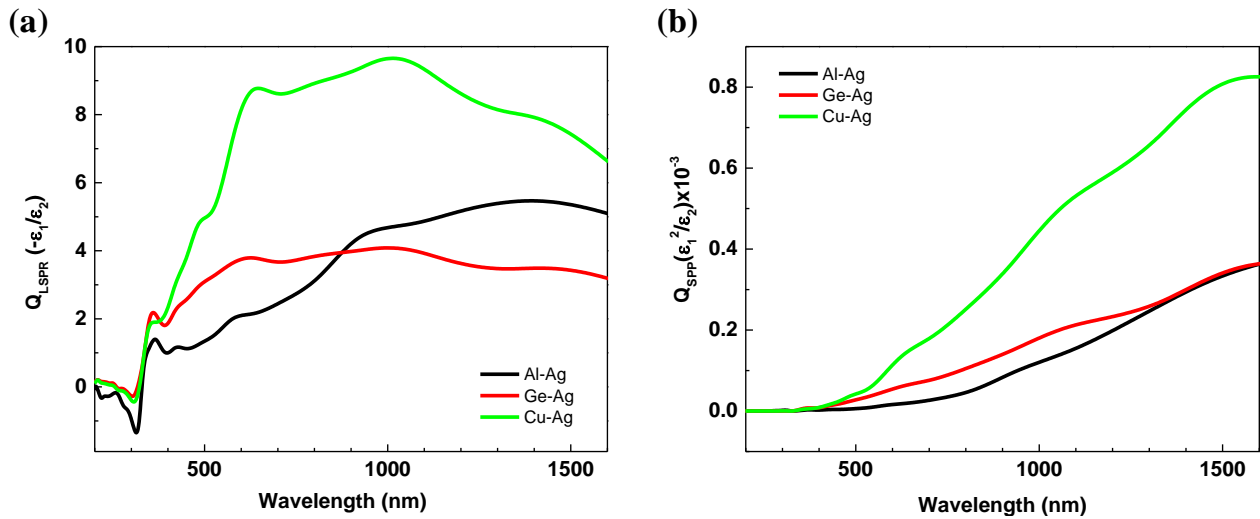 (a)
10
8
6
4
2
0
Q_LSPR (-ε₁/ε₂)
Al-Ag
Ge-Ag
Cu-Ag
500 1000 1500
Wavelength (nm)
(b)
0.8
0.6
0.4
0.2
0.0
Q_SPP(ε₁²/ε₂)x10⁻³
Al-Ag
Ge-Ag
Cu-Ag
500 1000 1500
Wavelength (nm)